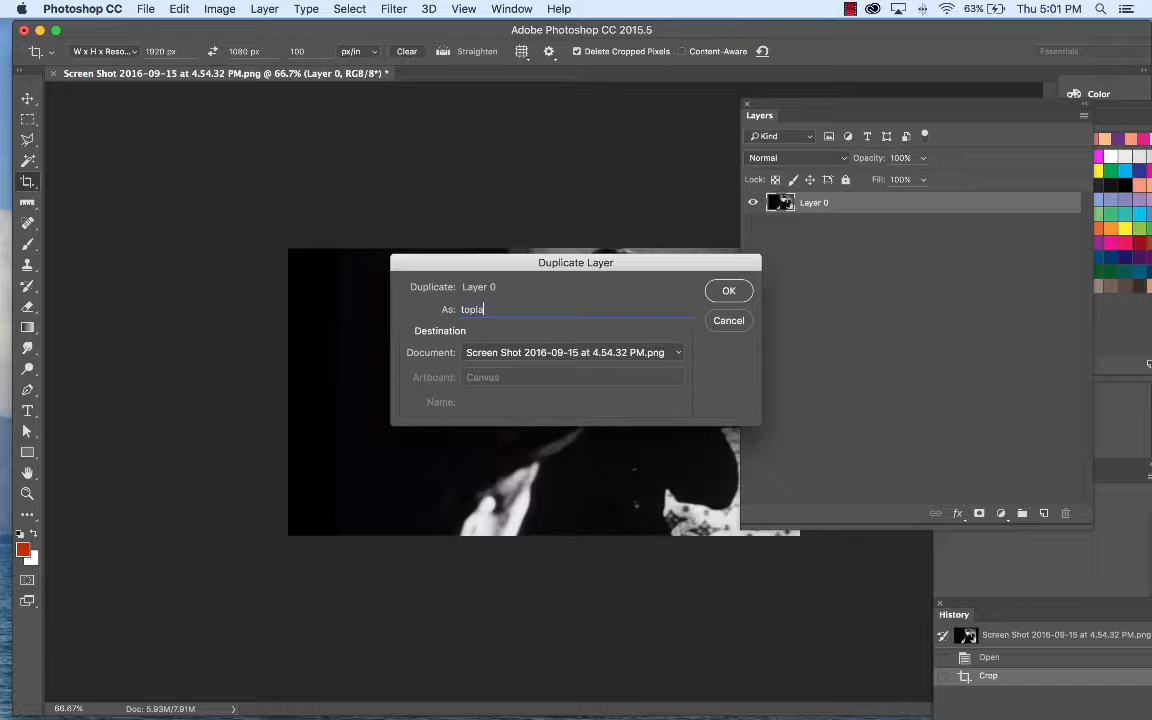 Photoshop CC File Edit Image Layer Type Select Filter 3D View Window Help 63% Thu 5:01 PM
Adobe Photoshop CC 2015.5
W x H x Reso... 1920 px 1080 px 100 px/in Clear Straighten Delete Cropped Pixels Content-Aware Essentials
Screen Shot 2016-09-15 at 4.54.32 PM.png @ 66.7% (Layer 0, RGB/8*) *
Color
Layers
Kind
Normal Opacity: 100%
Lock: Fill: 100%
Layer 0
Duplicate Layer
Duplicate: Layer 0
OK
As: topla
Cancel
Destination
Document: Screen Shot 2016-09-15 at 4.54.32 PM.png
Artboard: Canvas
Name:
fx
History
Screen Shot 2016-09-15 at 4.54.32 PM.png
Open
Crop
66.67% Doc: 5.93M/7.91M